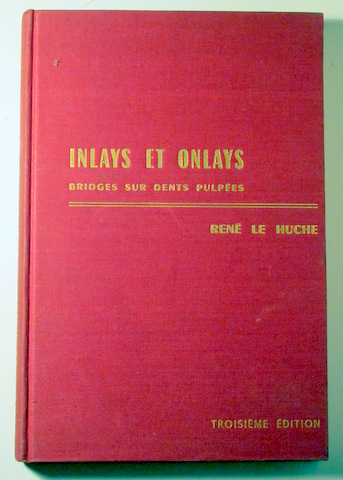 INLAYS ET ONLAYS
BRIDGES SUR DENTS PULPÉES
RENÉ LE HUCHE
TROISIÈME ÉDITION